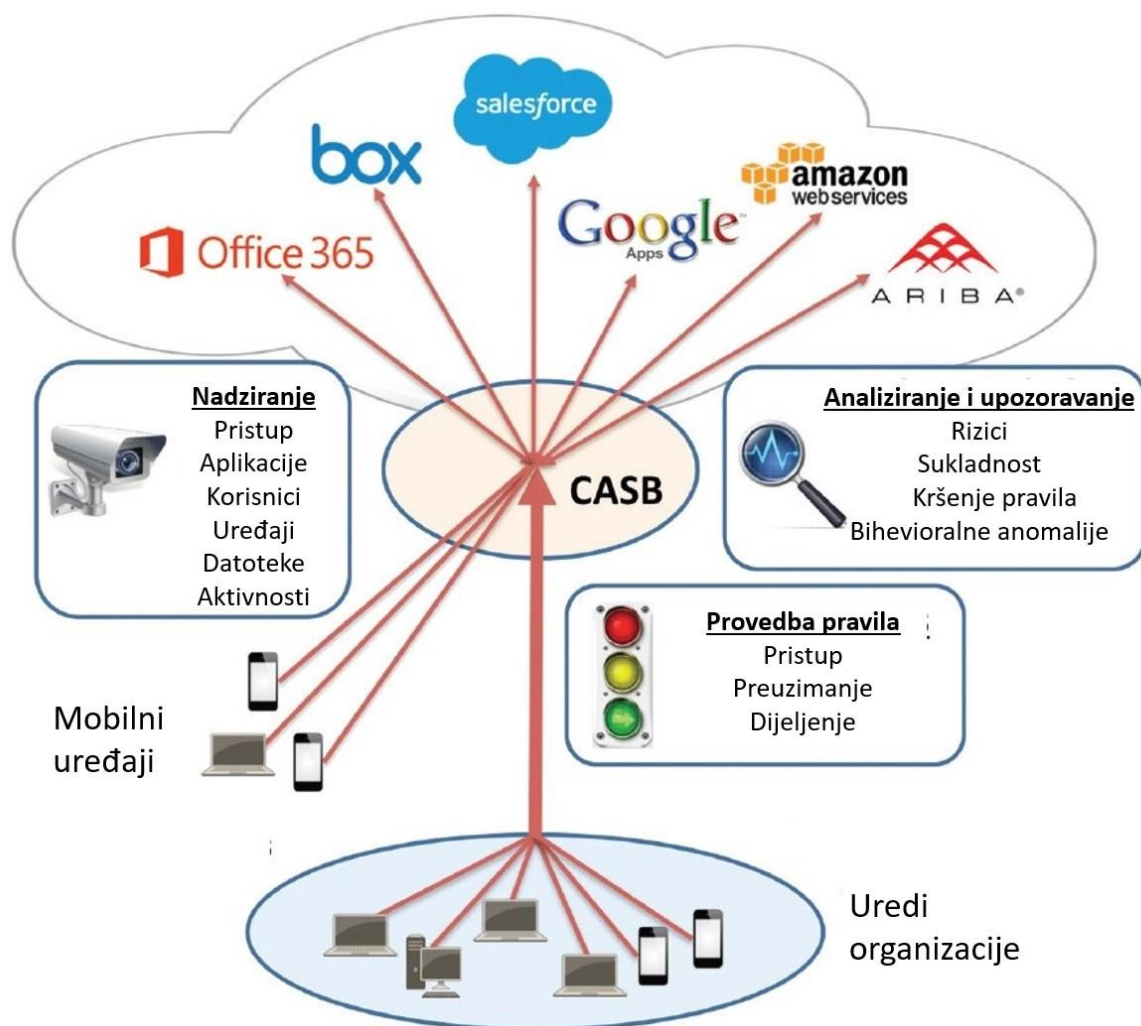 salesforce
box
amazon
webservices
Google™
Apps
Office 365
ARIBA®
Nadziranje
Pristup
Aplikacije
Korisnici
Uređaji
Datoteke
Aktivnosti
CASB
Analiziranje i upozoravanje
Rizici
Sukladnost
Kršenje pravila
Bihevioralne anomalije
Provedba pravila
Pristup
Preuzimanje
Dijeljenje
Mobilni
uređaji
Uredi
organizacije